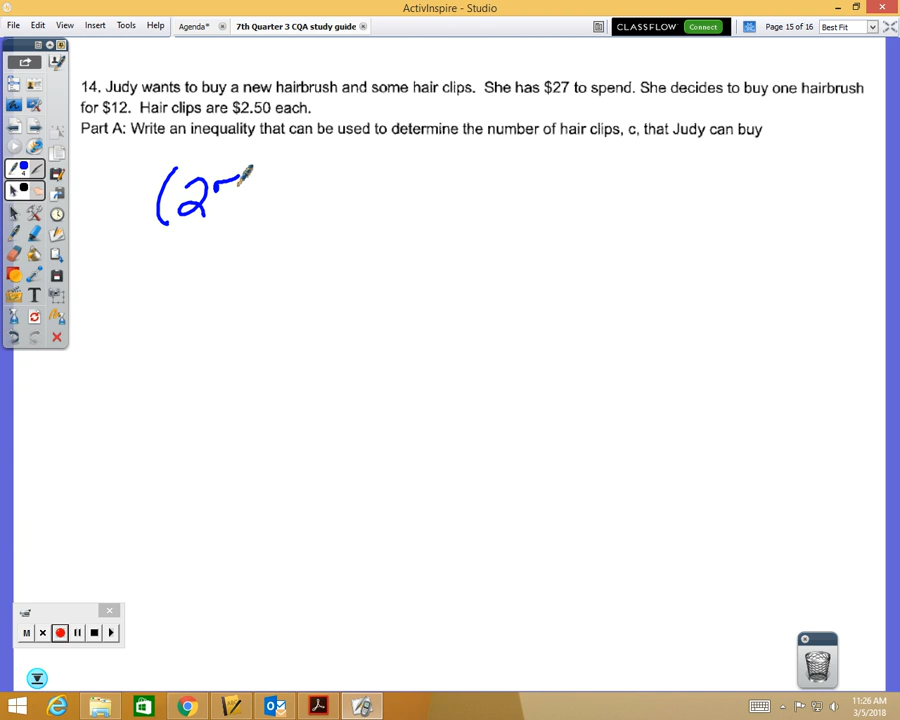 ActivInspire - Studio
File Edit View Insert Tools Help Agenda* 7th Quarter 3 CQA study guide CLASSFLOW Connect Page 15 of 16 Best Fit
14. Judy wants to buy a new hairbrush and some hair clips. She has $27 to spend. She decides to buy one hairbrush
for $12. Hair clips are $2.50 each.
Part A: Write an inequality that can be used to determine the number of hair clips, c, that Judy can buy
(2
4
T
M
11:26 AM
3/5/2018